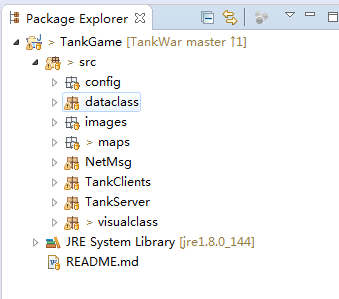 Package Explorer
> TankGame [TankWar master ↑1]
> src
config
dataclass
images
> maps
NetMsg
TankClients
TankServer
> visualclass
JRE System Library [jre1.8.0_144]
README.md